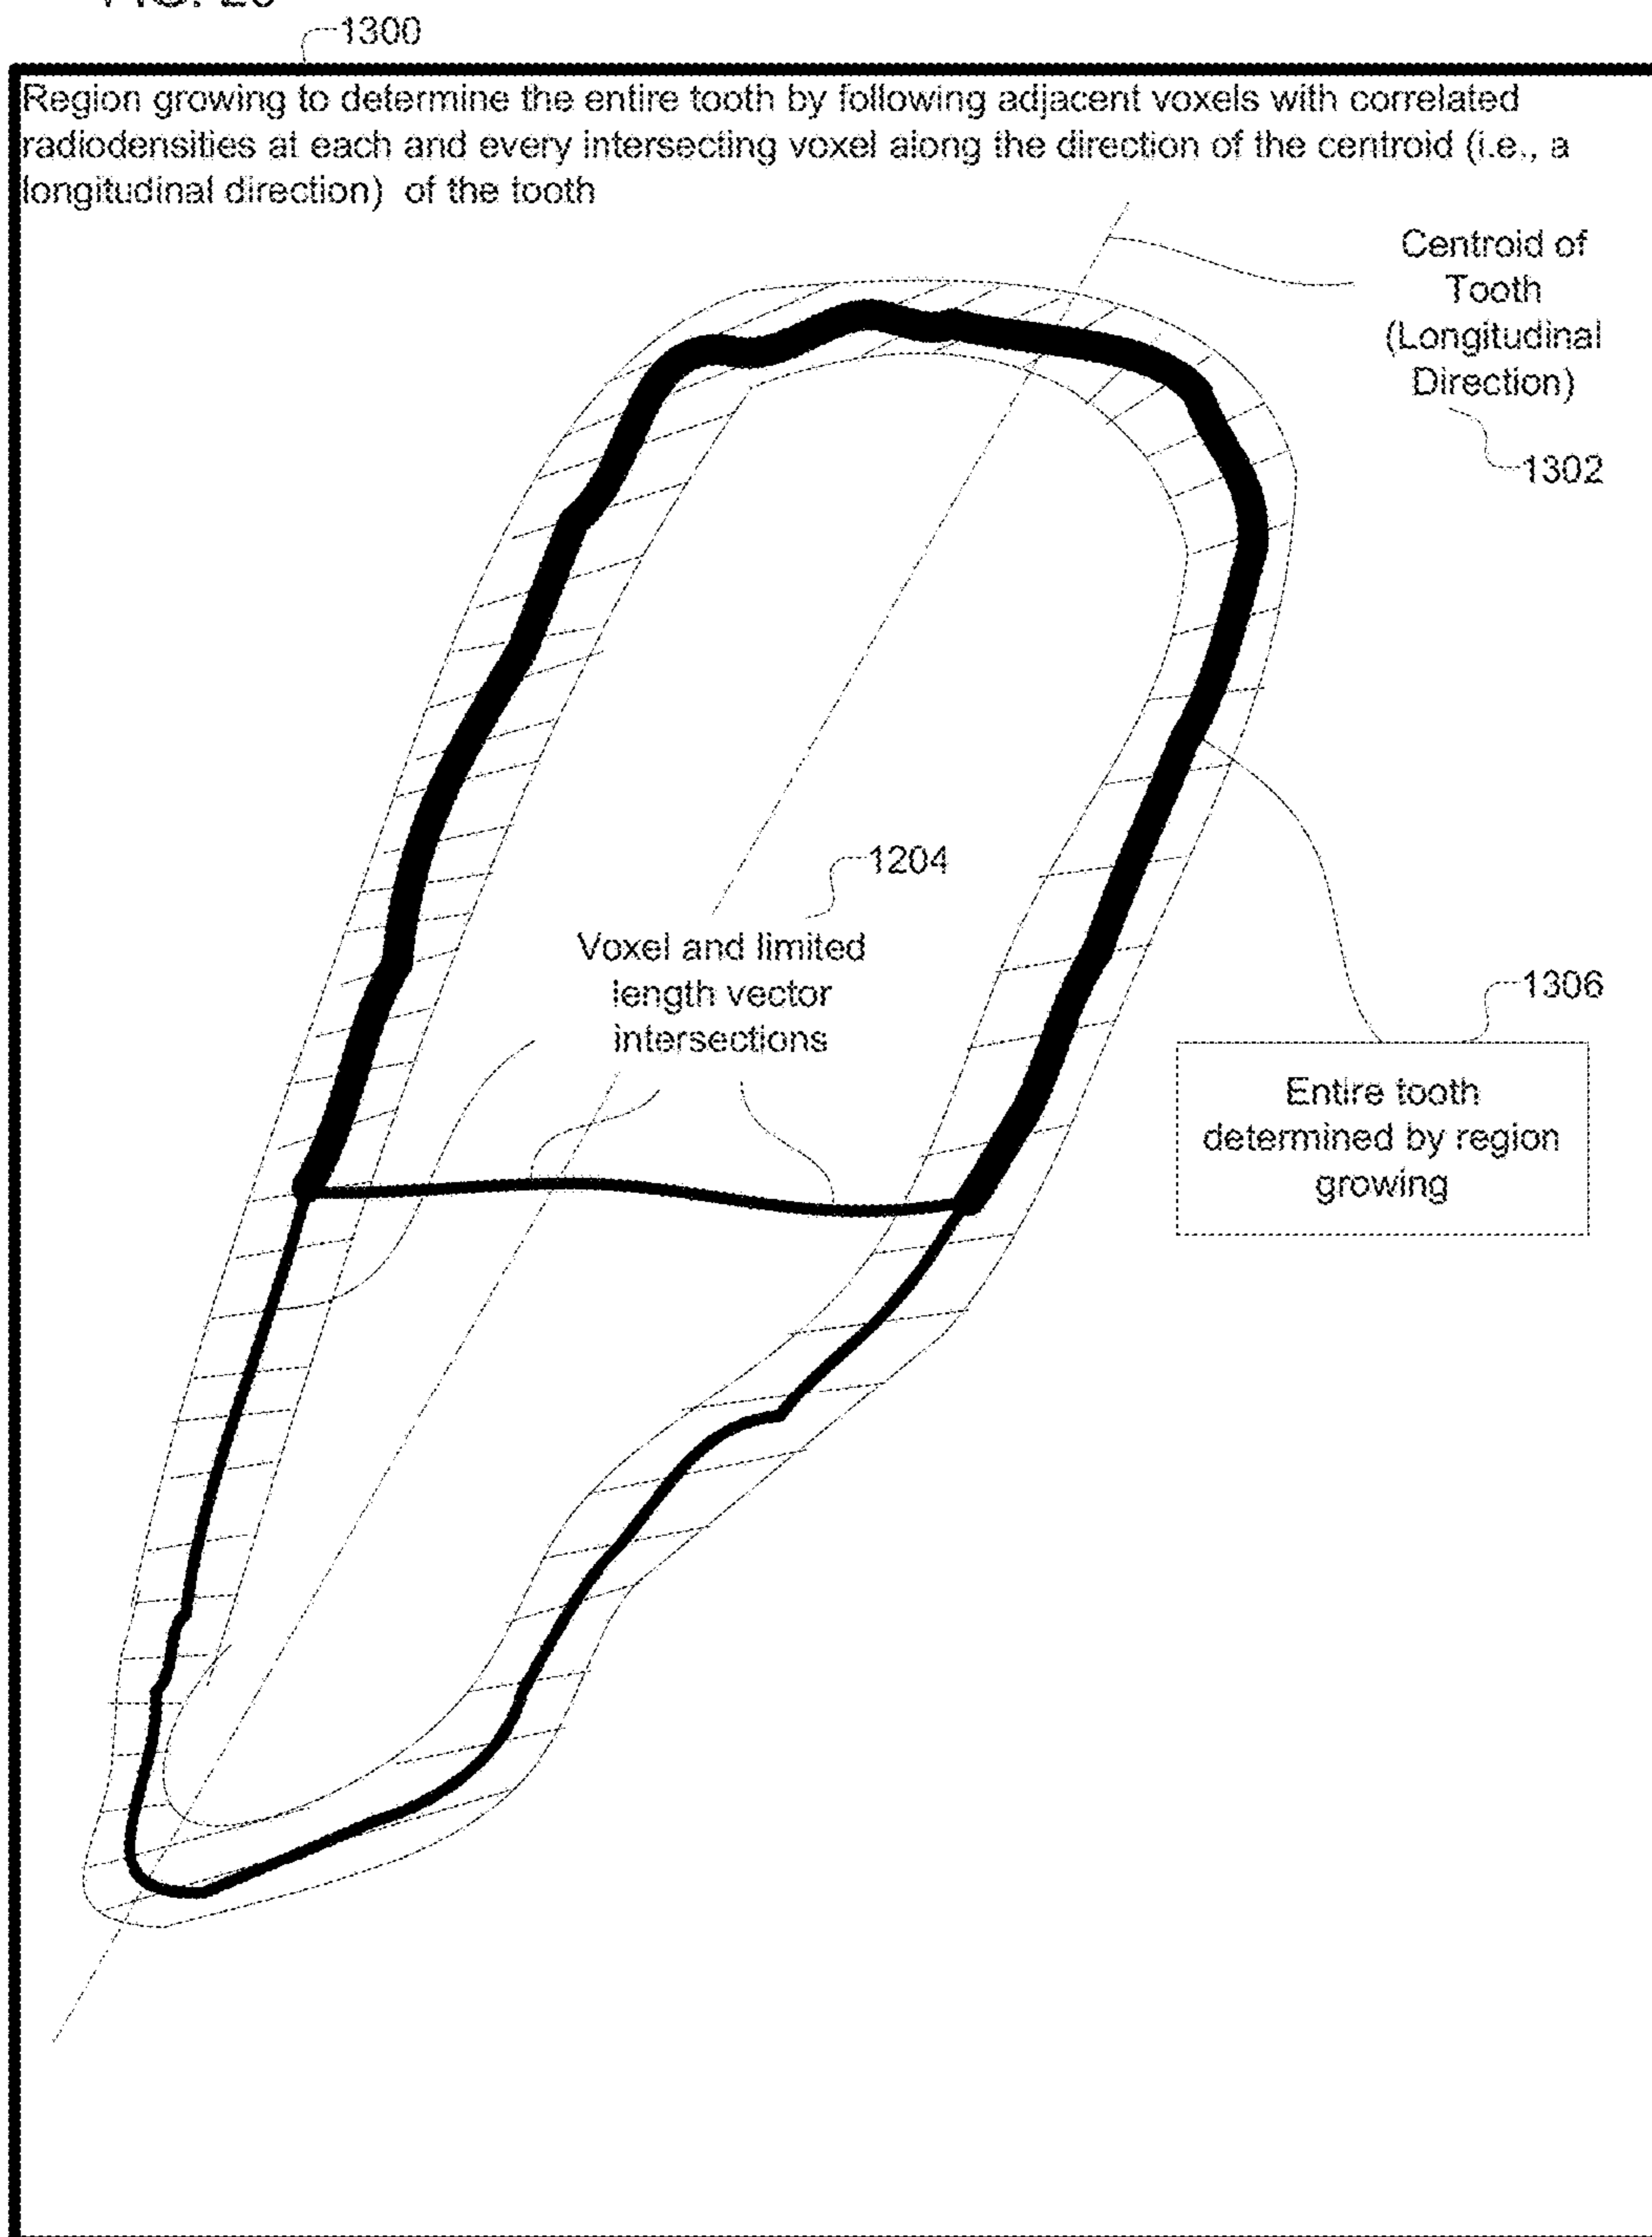 1300
Region growing to determine the entire tooth by following adjacent voxels with correlated
radiodensities at each and every intersecting voxel along the direction of the centroid (i.e., a
longitudinal direction) of the tooth
Centroid of
Tooth
(Longitudinal
Direction)
1302
1204
Voxel and limited
length vector
intersections
1306
Entire tooth
determined by region
growing